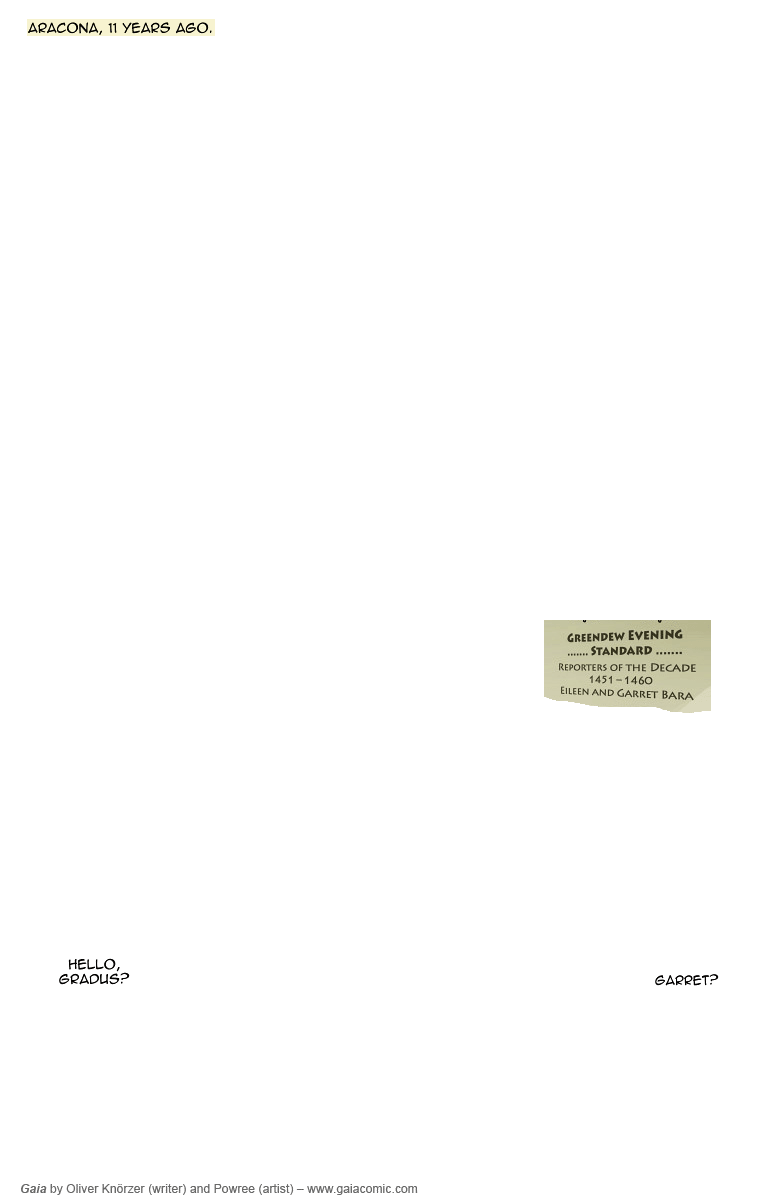 ARACONA, 11 YEARS AGO.
GREENDEW EVENING
....... STANDARD .......
REPORTERS OF THE DECADE
1451 – 1460
EILEEN AND GARRET BARA
HELLO,
GRADUS?
GARRET?
Gaia by Oliver Knörzer (writer) and Powree (artist) – www.gaiacomic.com